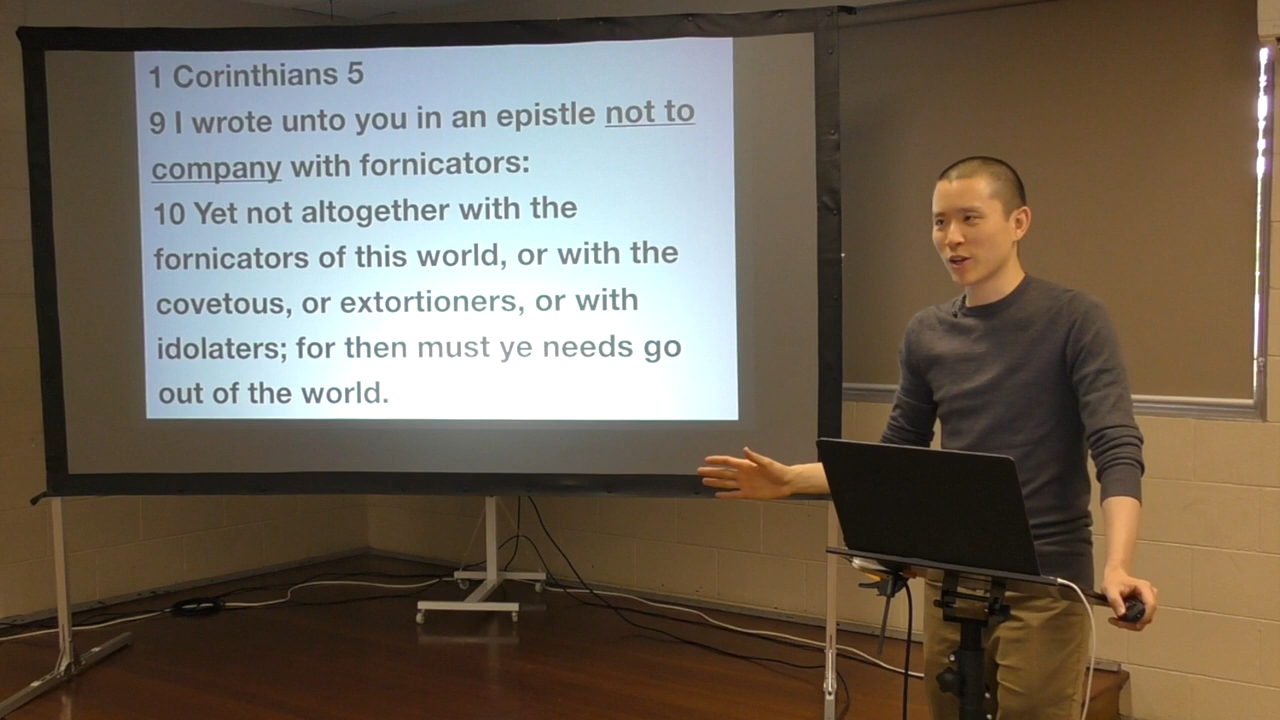 1 Corinthians 5
9 I wrote unto you in an epistle not to
company with fornicators:
10 Yet not altogether with the
fornicators of this world, or with the
covetous, or extortioners, or with
idolaters; for then must ye needs go
out of the world.